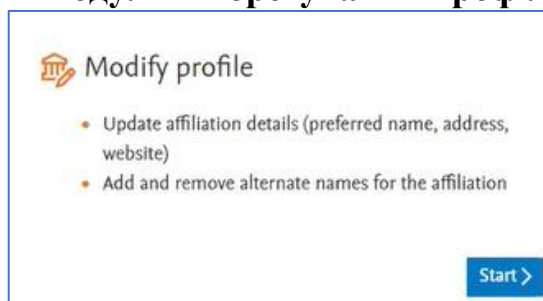 Modify profile
• Update affiliation details (preferred name, address,
website)
• Add and remove alternate names for the affiliation
Start >